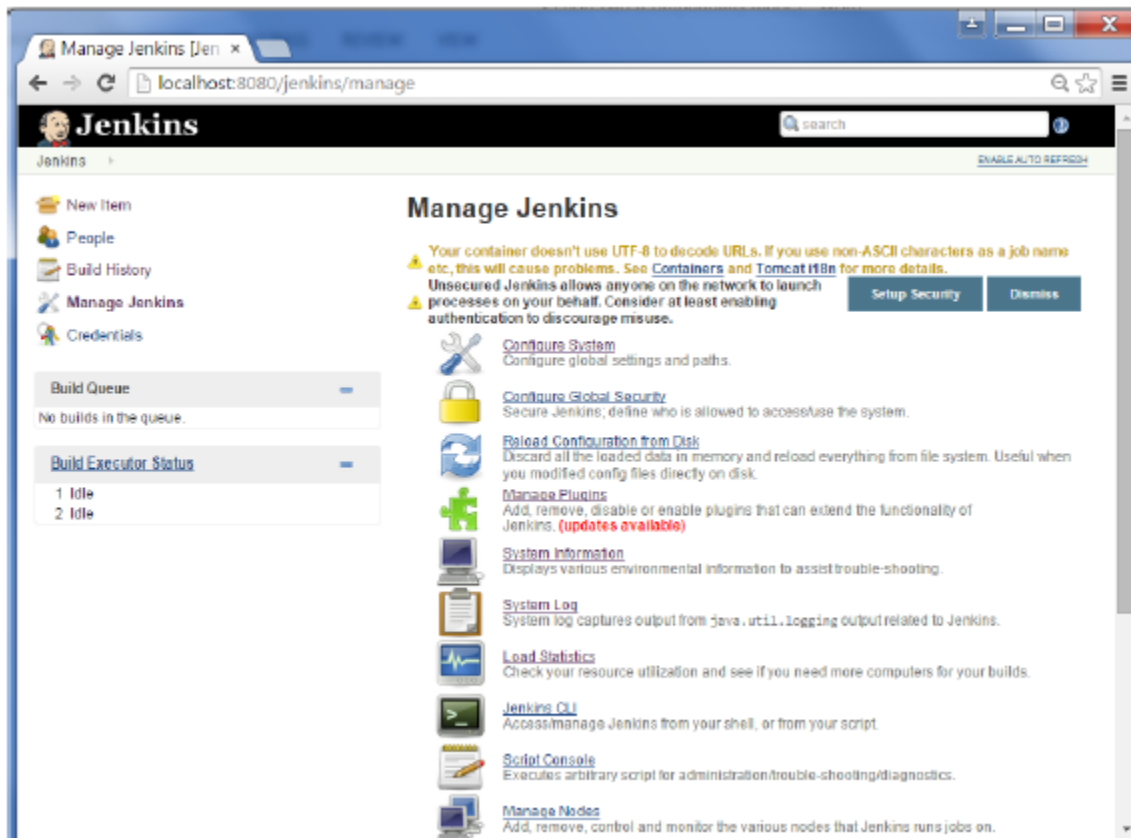 REVIEW VIEW
Manage Jenkins [Jen ×
localhost:8080/jenkins/manage
Jenkins
search
Jenkins
ENABLE AUTO REFRESH
New Item
People
Build History
Manage Jenkins
Credentials
Build Queue
No builds in the queue.
Build Executor Status
1 Idle
2 Idle
Manage Jenkins
Your container doesn't use UTF-8 to decode URLs. If you use non-ASCII characters as a job name
etc, this will cause problems. See Containers and Tomcat i18n for more details.
Unsecured Jenkins allows anyone on the network to launch
processes on your behalf. Consider at least enabling
authentication to discourage misuse.
Setup Security
Dismiss
Configure System
Configure global settings and paths.
Configure Global Security
Secure Jenkins; define who is allowed to access/use the system.
Reload Configuration from Disk
Discard all the loaded data in memory and reload everything from file system. Useful when
you modified config files directly on disk.
Manage Plugins
Add, remove, disable or enable plugins that can extend the functionality of
Jenkins. (updates available)
System Information
Displays various environmental information to assist trouble-shooting.
System Log
System log captures output from java.util.logging output related to Jenkins.
Load Statistics
Check your resource utilization and see if you need more computers for your builds.
Jenkins CLI
Access/manage Jenkins from your shell, or from your script.
Script Console
Executes arbitrary script for administration/trouble-shooting/diagnostics.
Manage Nodes
Add, remove, control and monitor the various nodes that Jenkins runs jobs on.